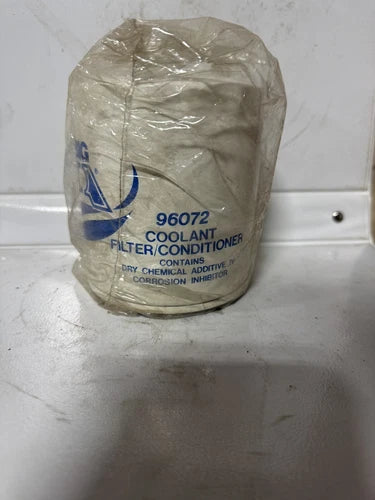 96072
COOLANT
FILTER/CONDITIONER
CONTAINS
DRY CHEMICAL ADDITIVE
CORROSION INHIBITOR